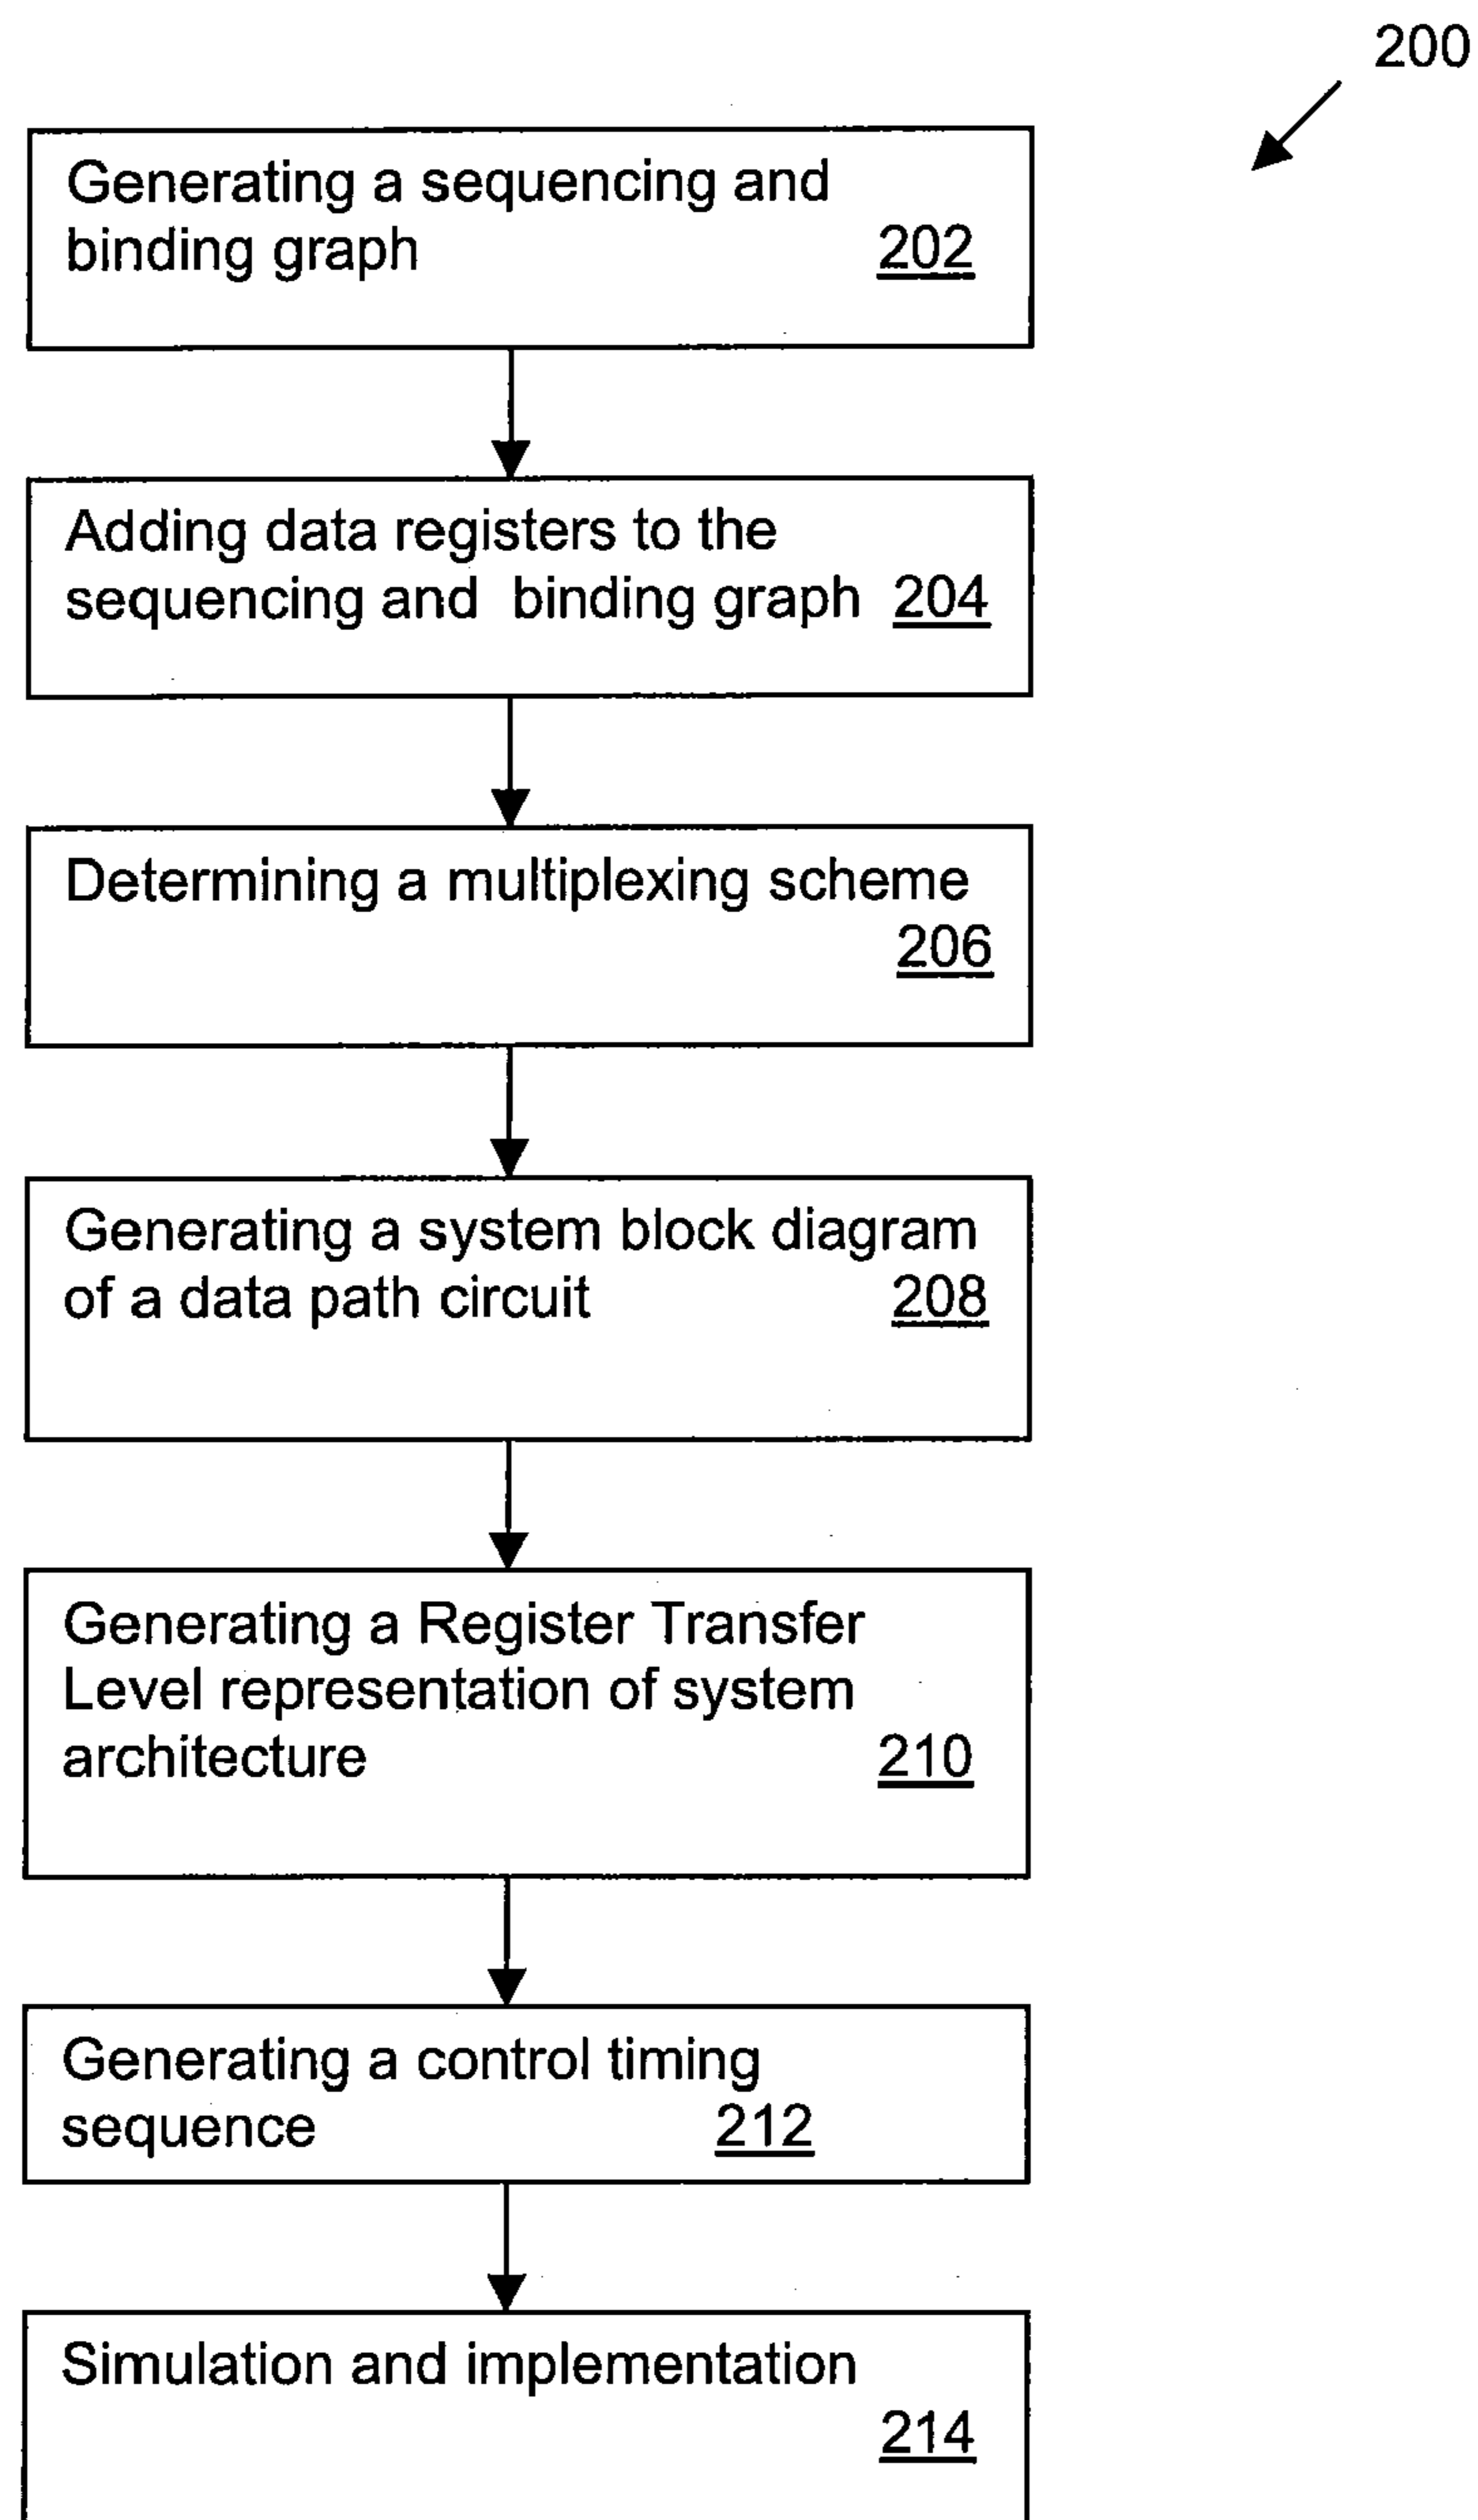 200
Generating a sequencing and
binding graph 202
Adding data registers to the
sequencing and binding graph 204
Determining a multiplexing scheme
206
Generating a system block diagram
of a data path circuit 208
Generating a Register Transfer
Level representation of system
architecture 210
Generating a control timing
sequence 212
Simulation and implementation
214